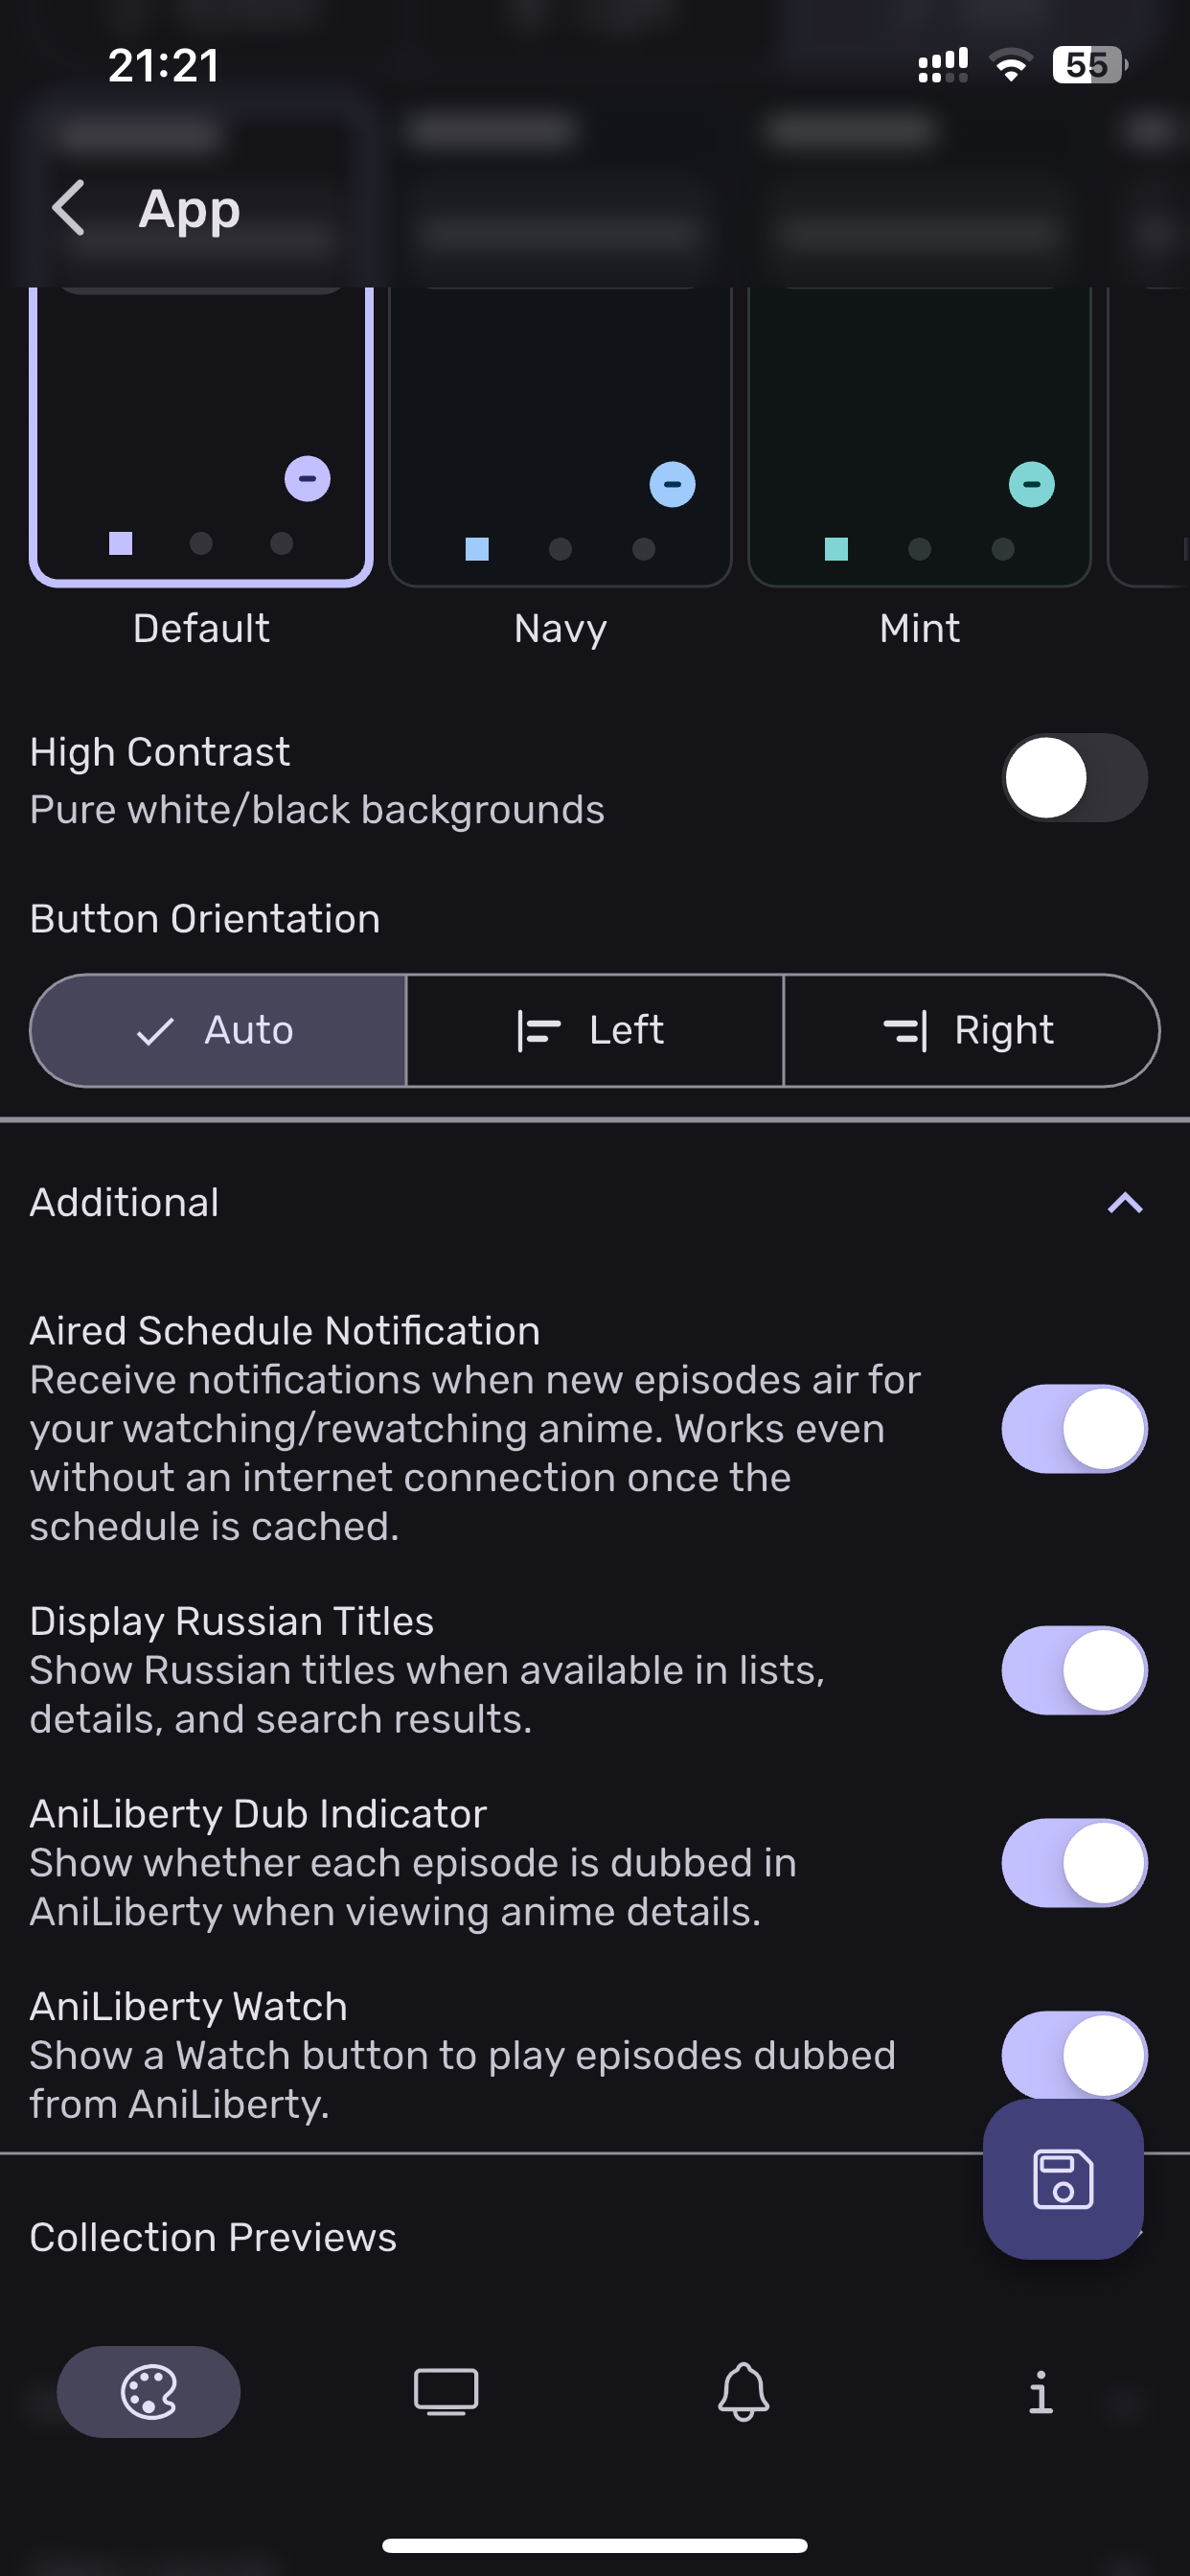 21:21
55
App
Default
Navy
Mint
High Contrast
Pure white/black backgrounds
Button Orientation
Auto
Left
Right
Additional
Aired Schedule Notification
Receive notifications when new episodes air for
your watching/rewatching anime. Works even
without an internet connection once the
schedule is cached.
Display Russian Titles
Show Russian titles when available in lists,
details, and search results.
AniLiberty Dub Indicator
Show whether each episode is dubbed in
AniLiberty when viewing anime details.
AniLiberty Watch
Show a Watch button to play episodes dubbed
from AniLiberty.
Collection Previews